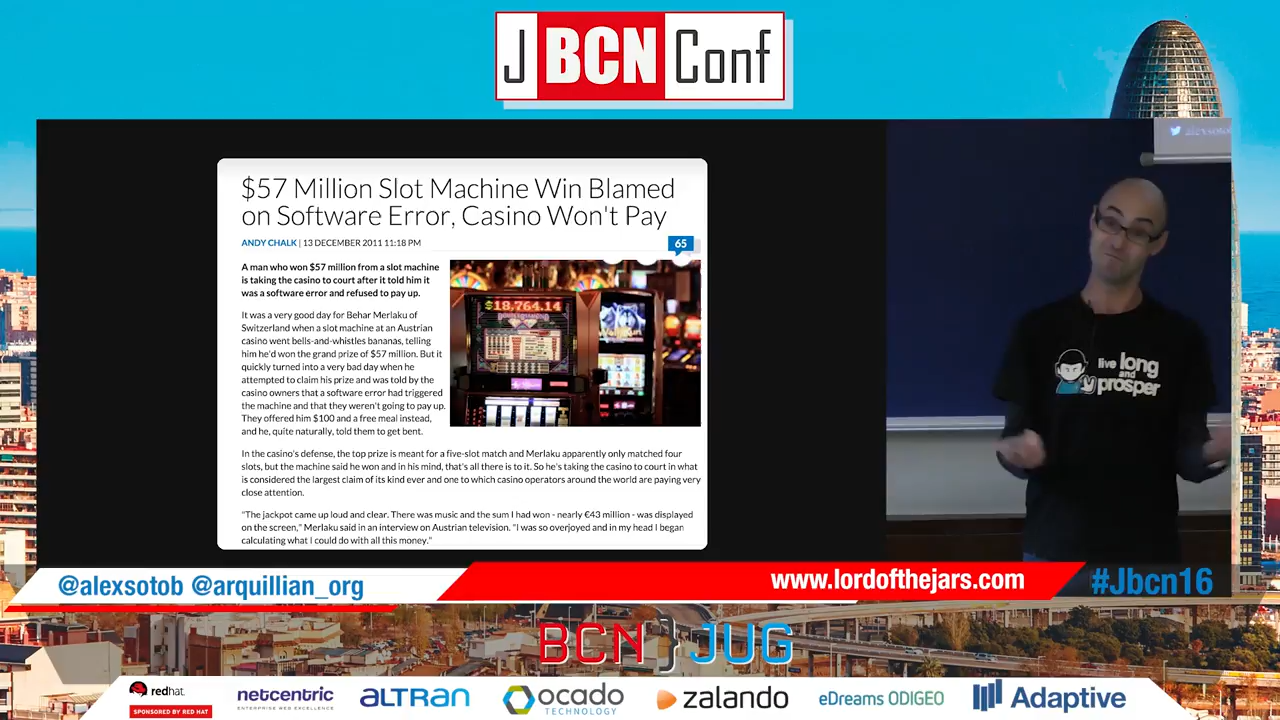 J BCN Conf
alexsotob
$57 Million Slot Machine Win Blamed
on Software Error, Casino Won't Pay
ANDY CHALK | 13 DECEMBER 2011 11:18 PM
65
A man who won $57 million from a slot machine
is taking the casino to court after it told him it
was a software error and refused to pay up.
It was a very good day for Behar Merlaku of
Switzerland when a slot machine at an Austrian
casino went bells-and-whistles bananas, telling
him he'd won the grand prize of $57 million. But it
quickly turned into a very bad day when he
attempted to claim his prize and was told by the
casino owners that a software error had triggered
the machine and that they weren't going to pay up.
They offered him $100 and a free meal instead,
and he, quite naturally, told them to get bent.
$18,764.14
In the casino's defense, the top prize is meant for a five-slot match and Merlaku apparently only matched four
slots, but the machine said he won and in his mind, that's all there is to it. So he's taking the casino to court in what
is considered the largest claim of its kind ever and one to which casino operators around the world are paying very
close attention.
"The jackpot came up loud and clear. There was music and the sum I had won - nearly €43 million - was displayed
on the screen," Merlaku said in an interview on Austrian television. "I was so overjoyed and in my head I began
calculating what I could do with all this money."
live long
and prosper
@alexsotob @arquillian_org
www.lordofthejars.com
#Jbcn16
BCN JUG
redhat.
SPONSORED BY RED HAT
netcentric
ENTERPRISE WEB EXCELLENCE
ALTRAN
ocado
TECHNOLOGY
zalando
eDreams ODIGEO
Adaptive